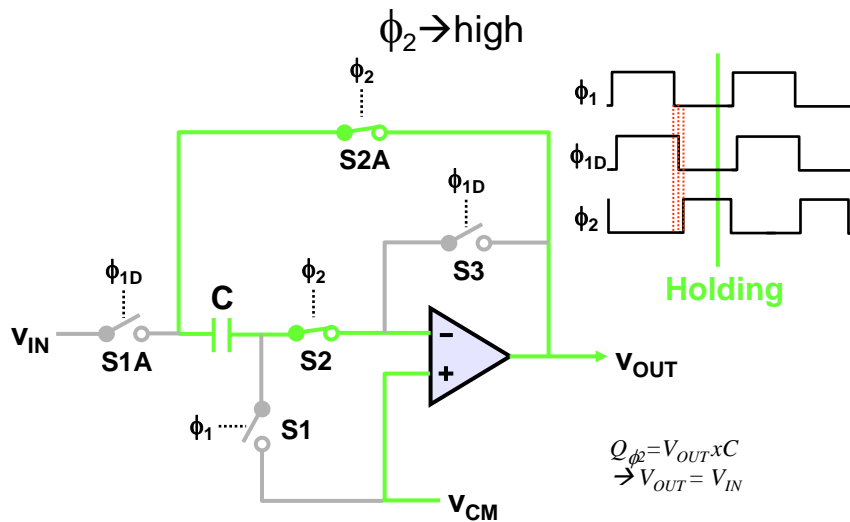 ϕ₂→high
ϕ₂
S2A
ϕ₁
ϕ₁D
ϕ₂
Holding
ϕ₁D
S3
ϕ₁D
ϕ₂
C
vIN
S1A
S2
-
+
vOUT
ϕ₁
S1
vCM
Qϕ2=VOUTxC
→VOUT= VIN